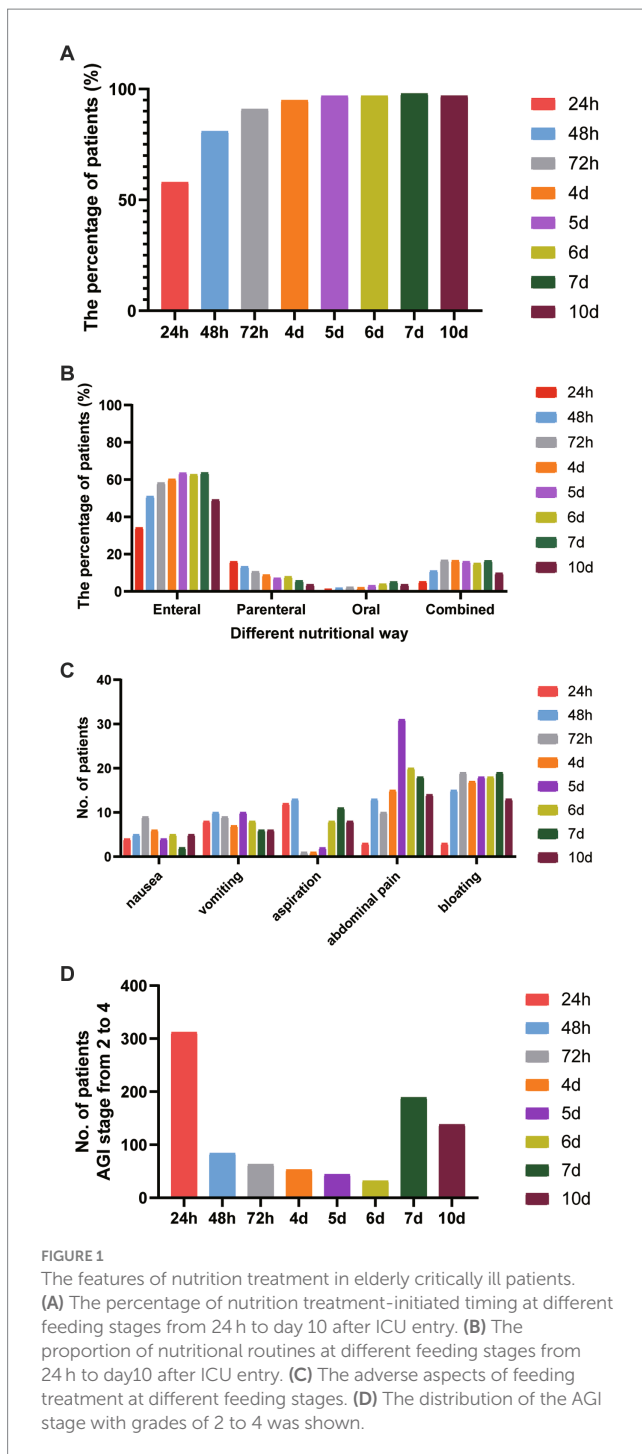 A
The percentage of patients (%)
100
50
0
24h 48h 72h 4d 5d 6d 7d 10d
24h
48h
72h
4d
5d
6d
7d
10d
B
The percentage of patients (%)
100
80
60
40
20
0
Enteral Parenteral Oral Combined
Different nutritional way
24h
48h
72h
4d
5d
6d
7d
10d
C
No. of patients
40
30
20
10
0
nausea vomiting aspiration abdominal pain bloating
24h
48h
72h
4d
5d
6d
7d
10d
D
No. of patients
AGI stage from 2 to 4
400
300
200
100
0
24h 48h 72h 4d 5d 6d 7d 10d
24h
48h
72h
4d
5d
6d
7d
10d
FIGURE 1
The features of nutrition treatment in elderly critically ill patients.
(A) The percentage of nutrition treatment-initiated timing at different
feeding stages from 24 h to day 10 after ICU entry. (B) The
proportion of nutritional routines at different feeding stages from
24 h to day10 after ICU entry. (C) The adverse aspects of feeding
treatment at different feeding stages. (D) The distribution of the AGI
stage with grades of 2 to 4 was shown.